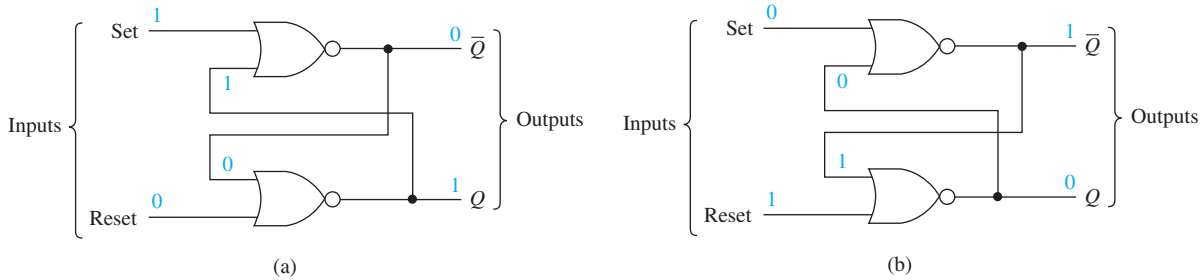 1
Set
0 Q̅
1
Inputs
Outputs
0
1 Q
0
Reset
(a)
0
Set
1 Q̅
0
Inputs
Outputs
1
0 Q
1
Reset
(b)